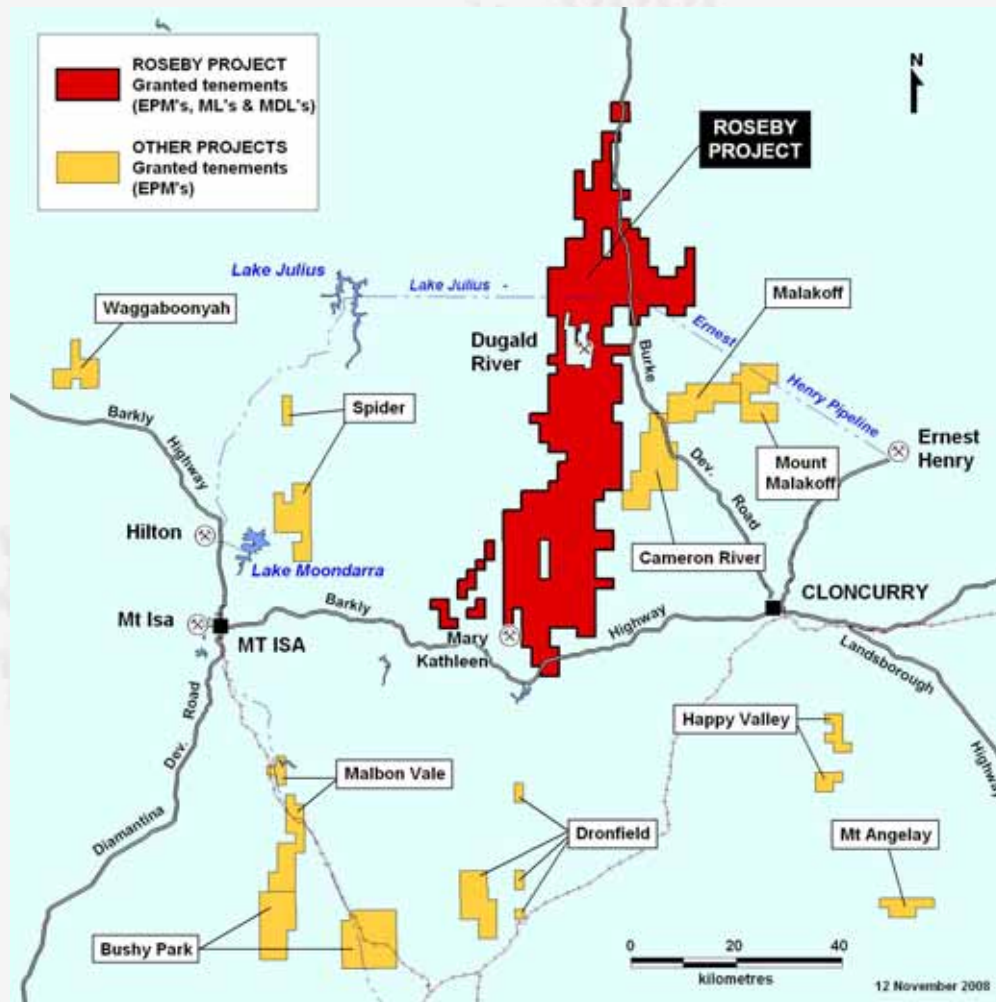 ROSEBY PROJECT
Granted tenements
(EPM's, ML's & MDL's)
OTHER PROJECTS
Granted tenements
(EPM's)
N
ROSEBY
PROJECT
Lake Julius
Lake Julius
Waggaboonyah
Malakoff
Dugald
River
Burke
Ernest
Henry Pipeline
Spider
Barkly
Highway
Ernest
Henry
Mount
Malakoff
Dev.
Road
Hilton
Cameron River
Lake Moondarra
CLONCURRY
Mt Isa
MT ISA
Barkly
Mary
Kathleen
Highway
Landsborough
Highway
Happy Valley
Road
Dev.
Diamantina
Malbon Vale
Dronfield
Mt Angelay
Bushy Park
0 20 40
kilometres
12 November 2008